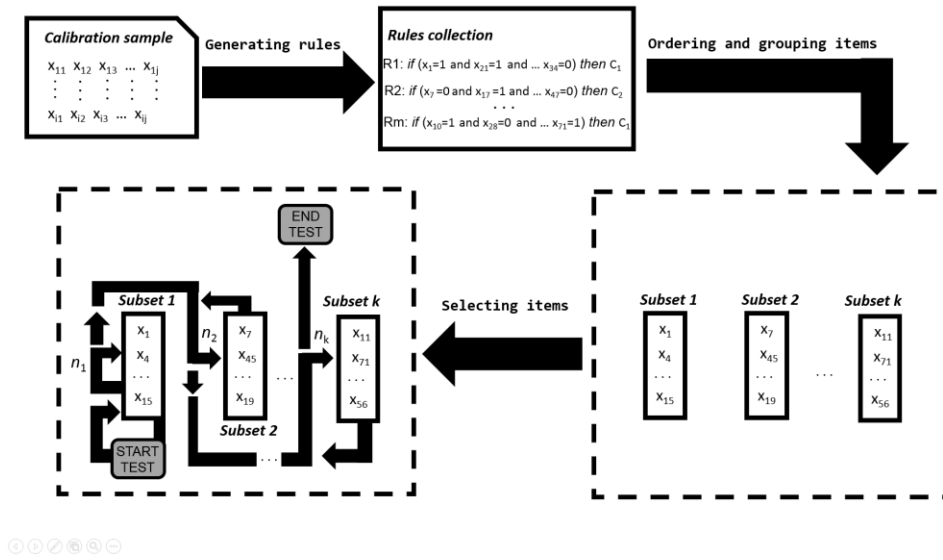 Calibration sample
x11 x12 x13 ... x1j
: : : : :
xi1 xi2 xi3 ... xij
Generating rules
Rules collection
R1: if (x1=1 and x21=1 and ... x34=0) then C1
R2: if (x7=0 and x17=1 and ... x47=0) then C2
...
Rm: if (x10=1 and x28=0 and ... x71=1) then C1
Ordering and grouping items
Subset 1
x1
x4
...
x15
Subset 2
x7
x45
...
x19
...
Subset k
x11
x71
...
x56
Selecting items
END
TEST
Subset 1
n1
x1
x4
...
x15
START
TEST
n2
x7
x45
...
x19
Subset 2
...
...
nk
Subset k
x11
x71
...
x56